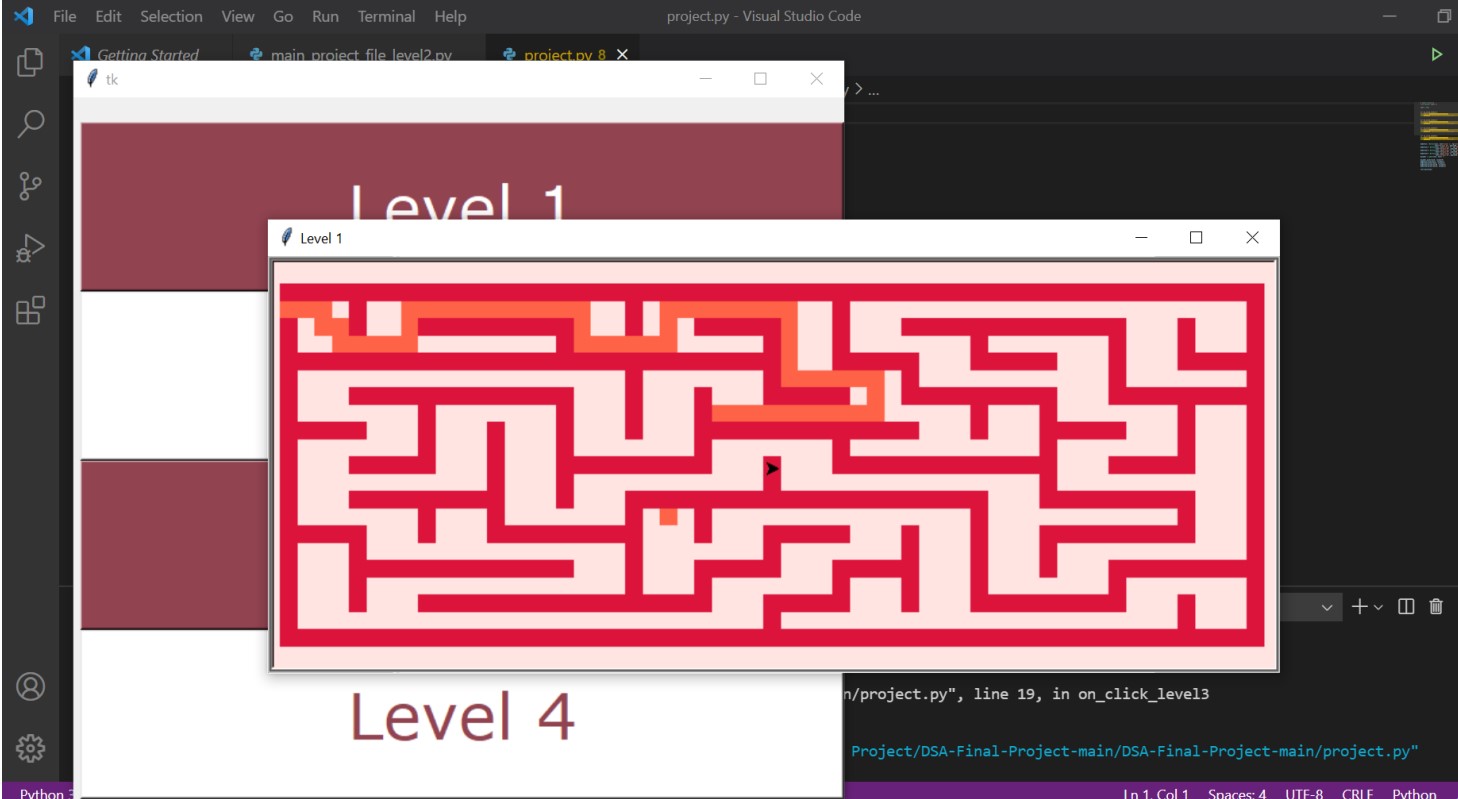 File Edit Selection View Go Run Terminal Help project.py - Visual Studio Code
Getting Started main_project_file_level2.py project.py 8
tk
...
Level 1
Level 1
Level 4
n/project.py", line 19, in on_click_level3
Project/DSA-Final-Project-main/DSA-Final-Project-main/project.py"
Python Ln 1, Col 1 Spaces: 4 UTF-8 CRLF Python